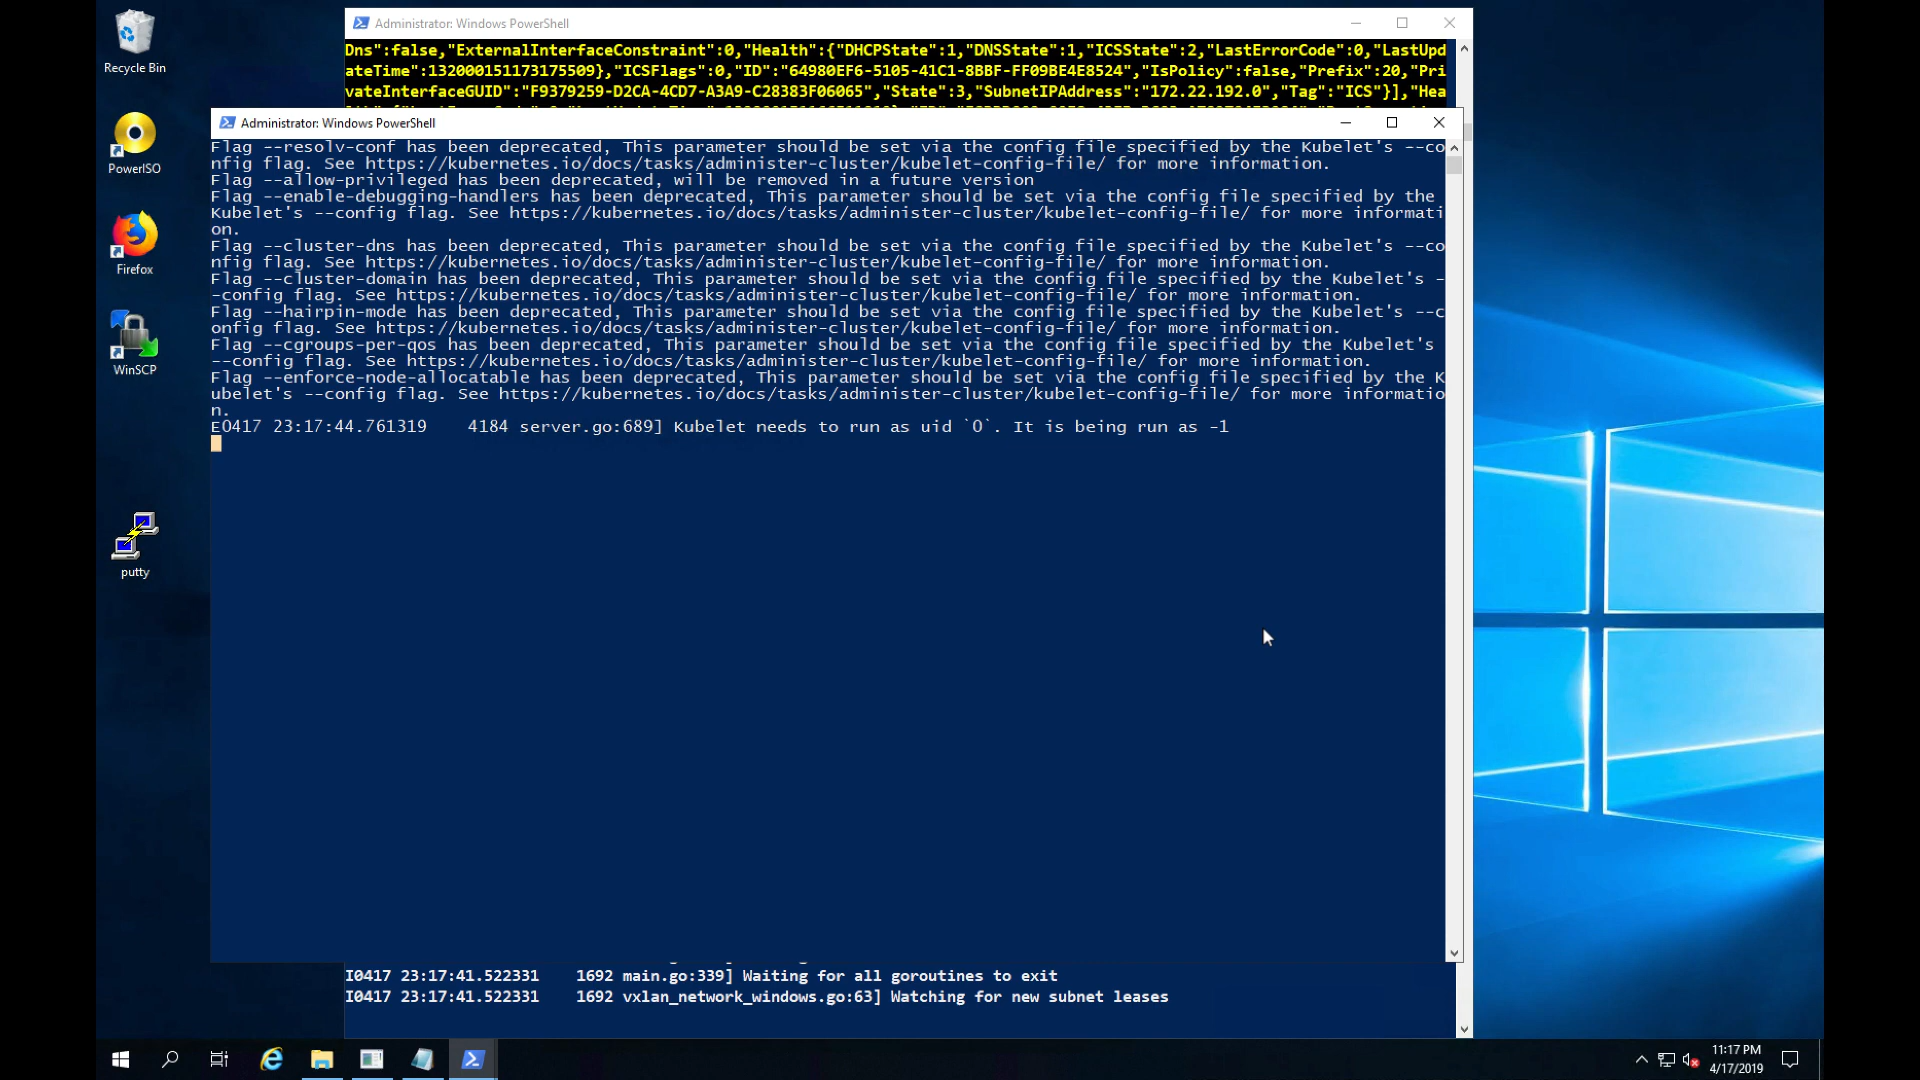 Recycle Bin
PowerISO
Firefox
WinSCP
putty
Administrator: Windows PowerShell
Dns":false,"ExternalInterfaceConstraint":0,"Health":{"DHCPState":1,"DNSState":1,"ICSState":2,"LastErrorCode":0,"LastUpd
ateTime":132000151173175509},"ICSFlags":0,"ID":"64980EF6-5105-41C1-8BBF-FF09BE4E8524","IsPolicy":false,"Prefix":20,"Pri
vateInterfaceGUID":"F9379259-D2CA-4CD7-A3A9-C28383F06065","State":3,"SubnetIPAddress":"172.22.192.0","Tag":"ICS"}],"Hea
Administrator: Windows PowerShell
Flag --resolv-conf has been deprecated, This parameter should be set via the config file specified by the Kubelet's --co
nfig flag. See https://kubernetes.io/docs/tasks/administer-cluster/kubelet-config-file/ for more information.
Flag --allow-privileged has been deprecated, will be removed in a future version
Flag --enable-debugging-handlers has been deprecated, This parameter should be set via the config file specified by the
Kubelet's --config flag. See https://kubernetes.io/docs/tasks/administer-cluster/kubelet-config-file/ for more informati
on.
Flag --cluster-dns has been deprecated, This parameter should be set via the config file specified by the Kubelet's --co
nfig flag. See https://kubernetes.io/docs/tasks/administer-cluster/kubelet-config-file/ for more information.
Flag --cluster-domain has been deprecated, This parameter should be set via the config file specified by the Kubelet's -
-config flag. See https://kubernetes.io/docs/tasks/administer-cluster/kubelet-config-file/ for more information.
Flag --hairpin-mode has been deprecated, This parameter should be set via the config file specified by the Kubelet's --c
onfig flag. See https://kubernetes.io/docs/tasks/administer-cluster/kubelet-config-file/ for more information.
Flag --cgroups-per-qos has been deprecated, This parameter should be set via the config file specified by the Kubelet's
--config flag. See https://kubernetes.io/docs/tasks/administer-cluster/kubelet-config-file/ for more information.
Flag --enforce-node-allocatable has been deprecated, This parameter should be set via the config file specified by the K
ubelet's --config flag. See https://kubernetes.io/docs/tasks/administer-cluster/kubelet-config-file/ for more informatio
n.
E0417 23:17:44.761319    4184 server.go:689] Kubelet needs to run as uid `0`. It is being run as -1
I0417 23:17:41.522331    1692 main.go:339] Waiting for all goroutines to exit
I0417 23:17:41.522331    1692 vxlan_network_windows.go:63] Watching for new subnet leases
11:17 PM
4/17/2019